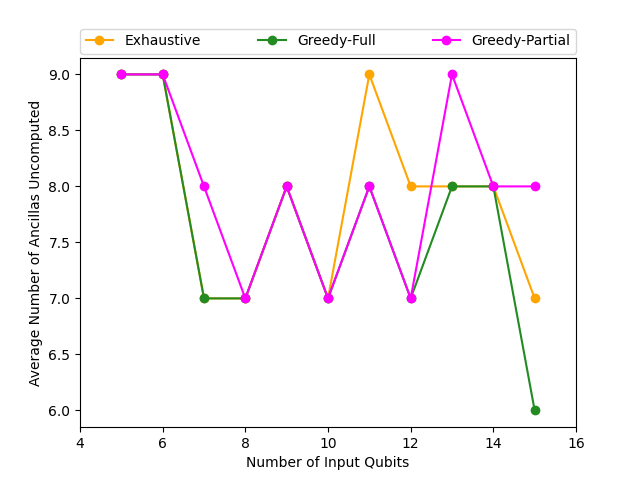 Exhaustive Greedy-Full Greedy-Partial
9.0
8.5
8.0
7.5
7.0
6.5
6.0
Average Number of Ancillas Uncomputed
4 6 8 10 12 14 16
Number of Input Qubits